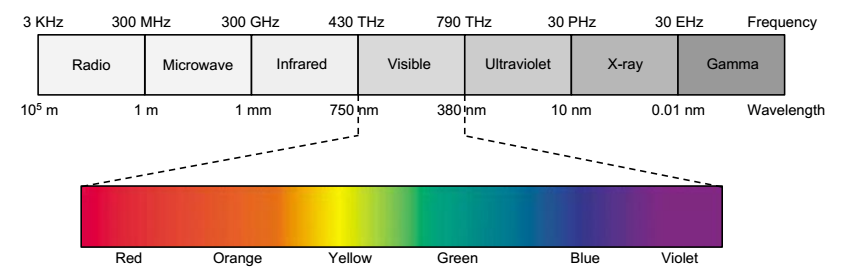 3 KHz 300 MHz 300 GHz 430 THz 790 THz 30 PHz 30 EHz Frequency
Radio Microwave Infrared Visible Ultraviolet X-ray Gamma
10⁵ m 1 m 1 mm 750 nm 380 nm 10 nm 0.01 nm Wavelength
Red Orange Yellow Green Blue Violet